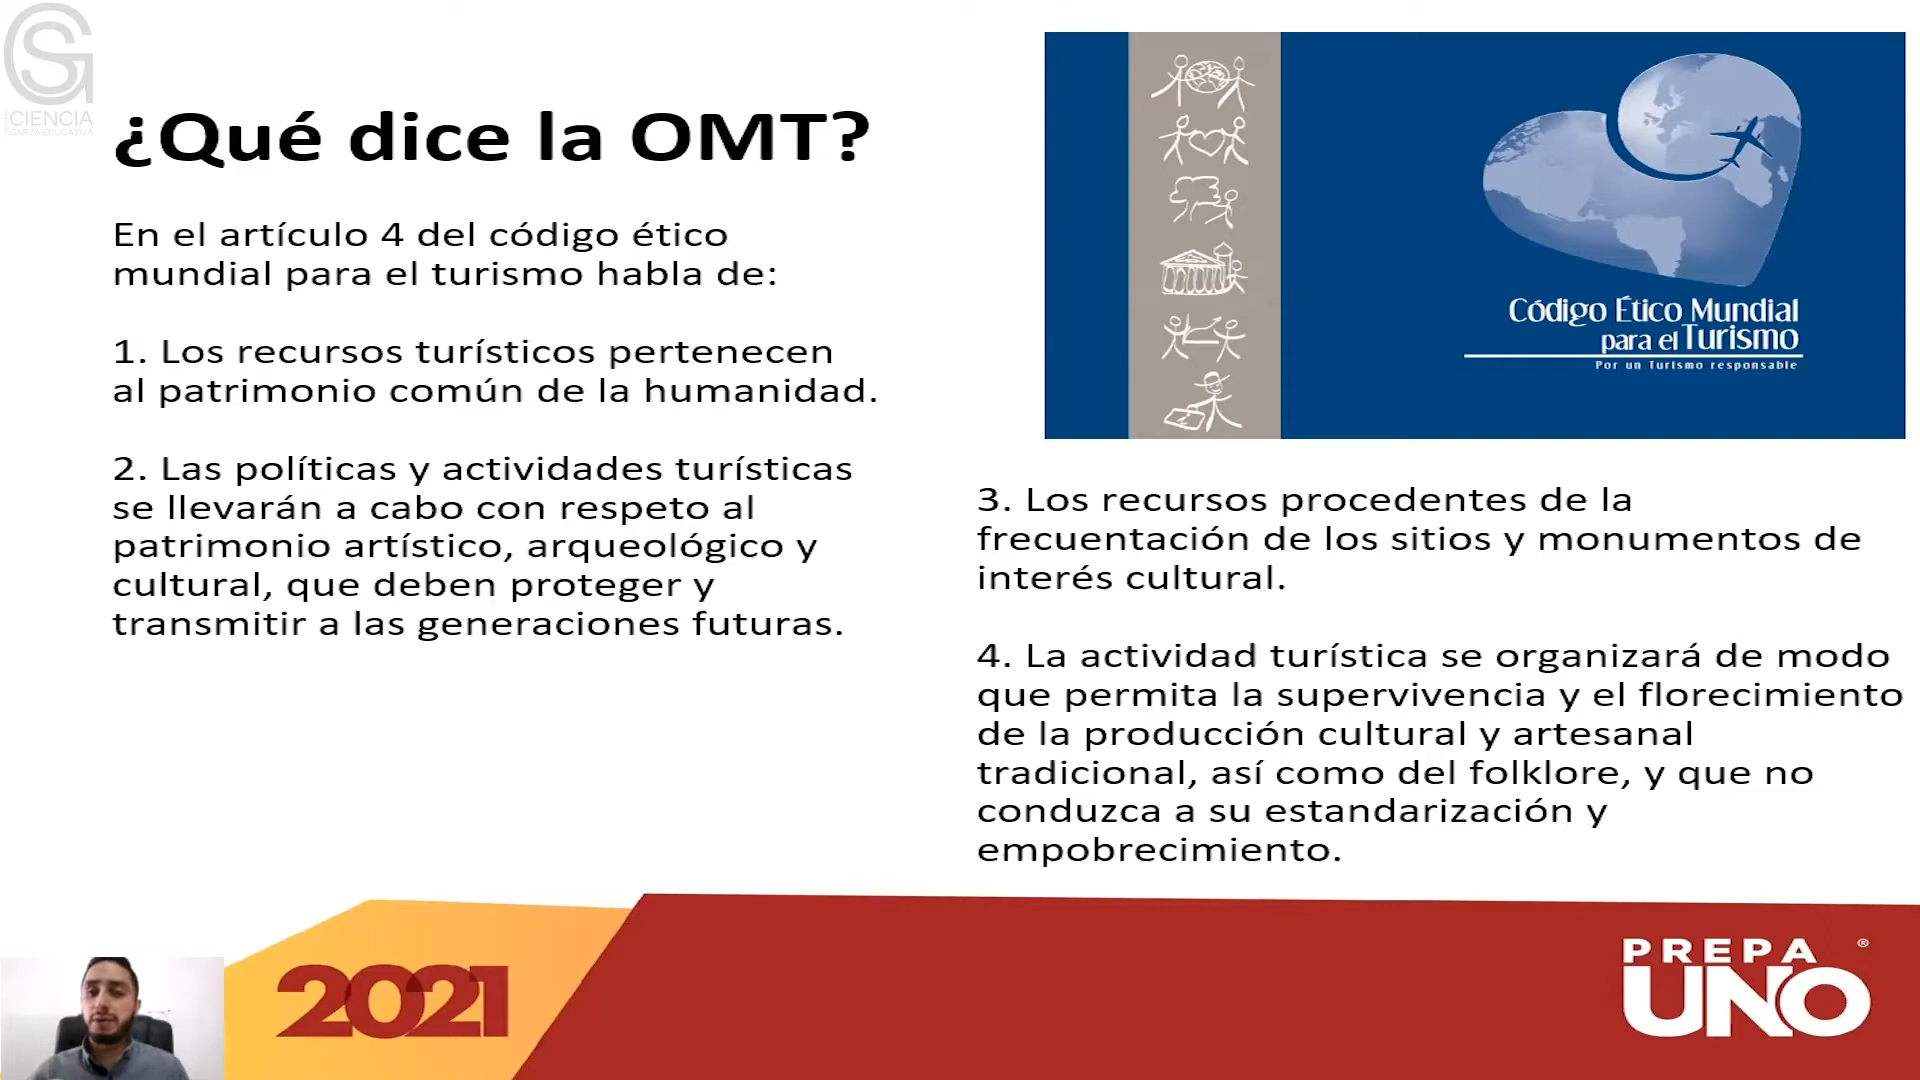 CIENCIA
GARZA EDUCATIVA
¿Qué dice la OMT?
En el artículo 4 del código ético
mundial para el turismo habla de:
1. Los recursos turísticos pertenecen
al patrimonio común de la humanidad.
2. Las políticas y actividades turísticas
se llevarán a cabo con respeto al
patrimonio artístico, arqueológico y
cultural, que deben proteger y
transmitir a las generaciones futuras.
Código Ético Mundial
para el Turismo
Por un Turismo responsable
3. Los recursos procedentes de la
frecuentación de los sitios y monumentos de
interés cultural.
4. La actividad turística se organizará de modo
que permita la supervivencia y el florecimiento
de la producción cultural y artesanal
tradicional, así como del folklore, y que no
conduzca a su estandarización y
empobrecimiento.
2021
PREPA ®
UNO